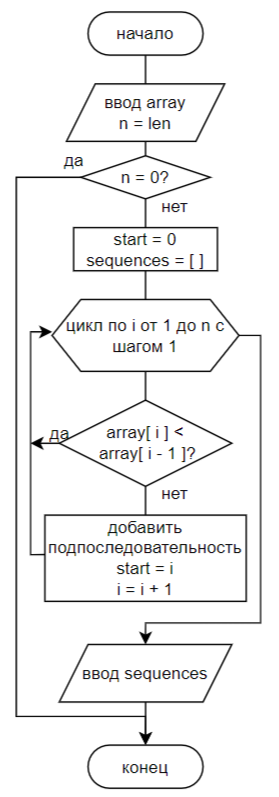 начало
ввод array
n = len
да
n = 0?
нет
start = 0
sequences = [ ]
цикл по i от 1 до n с
шагом 1
да
array[ i ] <
array[ i - 1 ]?
нет
добавить
подпоследовательность
start = i
i = i + 1
ввод sequences
конец